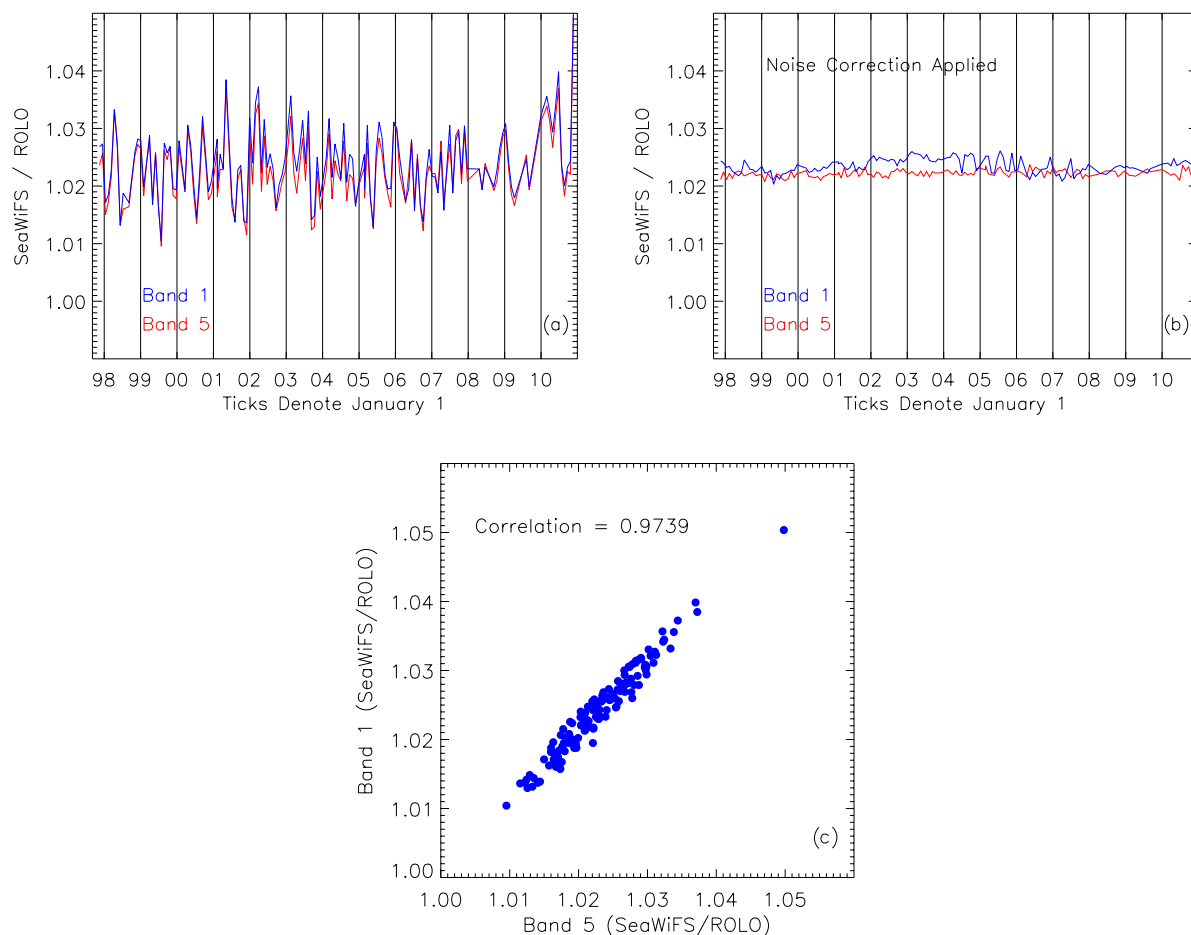 1.04
1.03
1.02
1.01
1.00
SeaWiFS / ROLO
Band 1
Band 5
(a)
98 99 00 01 02 03 04 05 06 07 08 09 10
Ticks Denote January 1
Noise Correction Applied
1.04
1.03
1.02
1.01
1.00
SeaWiFS / ROLO
Band 1
Band 5
(b)
98 99 00 01 02 03 04 05 06 07 08 09 10
Ticks Denote January 1
Correlation = 0.9739
1.05
1.04
1.03
1.02
1.01
1.00
Band 1 (SeaWiFS/ROLO)
(c)
1.00 1.01 1.02 1.03 1.04 1.05
Band 5 (SeaWiFS/ROLO)